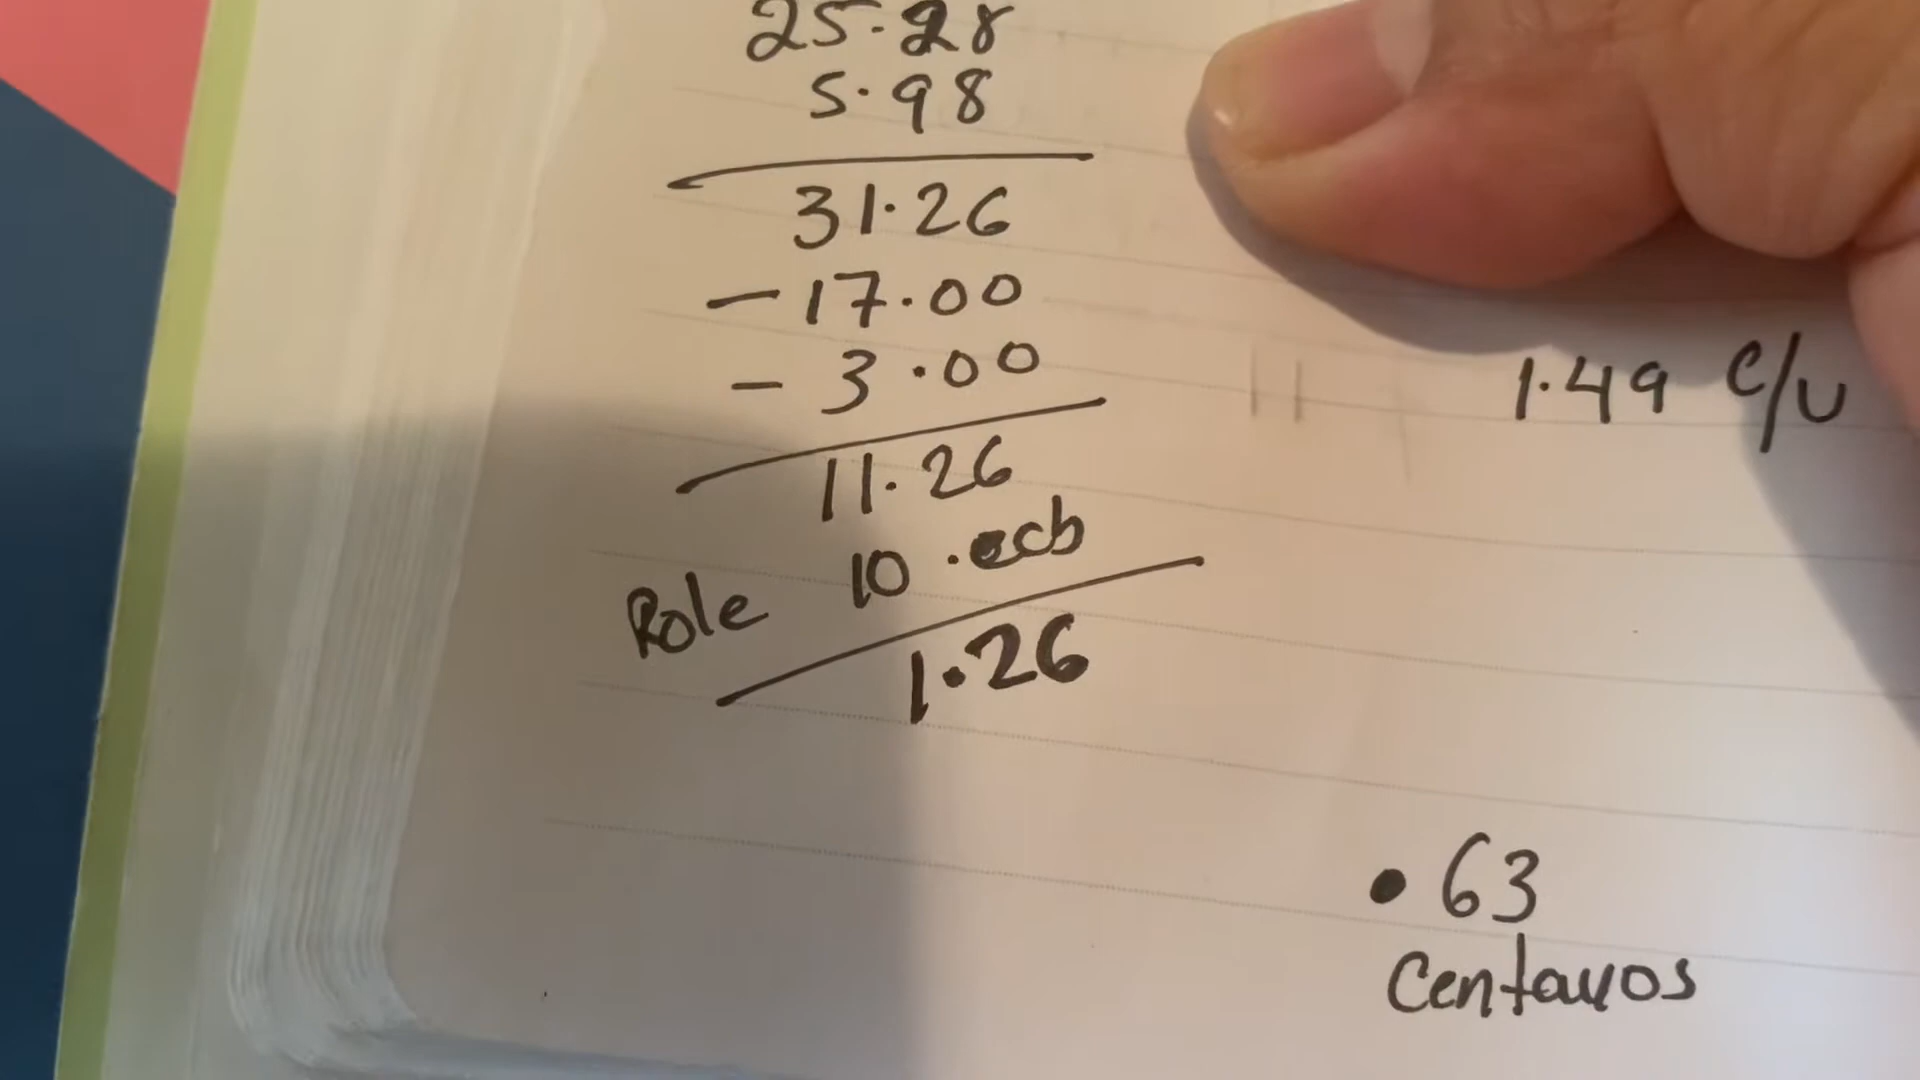 25.28
5.98
31.26
-17.00
- 3.00
1.49 c/u
11.26
Role 10 .ecb
1.26
.63
Centavos